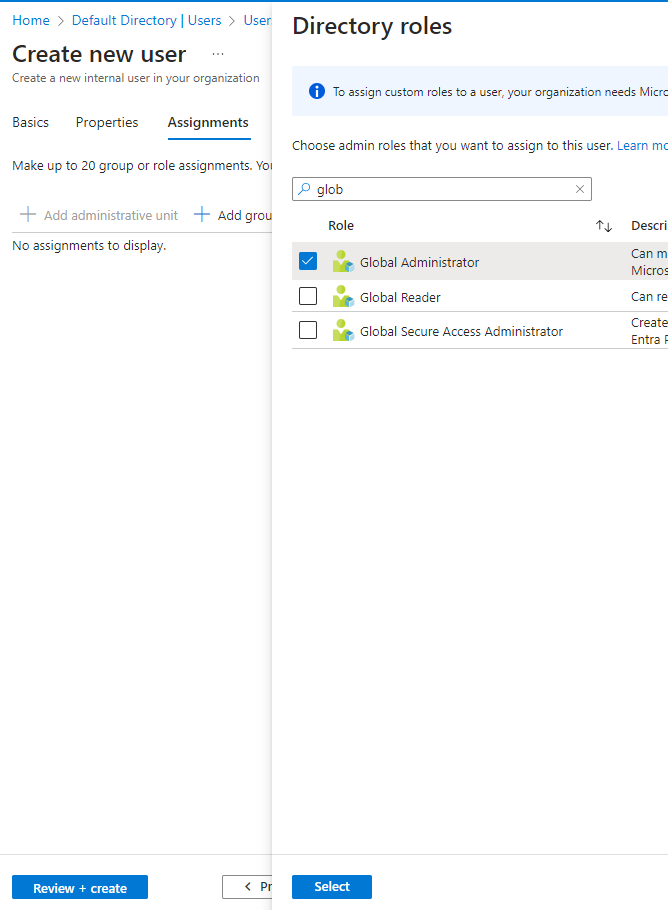 Home > Default Directory | Users > User
Create new user ...
Create a new internal user in your organization
Basics Properties Assignments
Make up to 20 group or role assignments. You
Add administrative unit Add grou
No assignments to display.
Review + create < Pr
Directory roles
To assign custom roles to a user, your organization needs Micro
Choose admin roles that you want to assign to this user. Learn mo
glob
Role Descri
Global Administrator Can m
Micros
Global Reader Can re
Global Secure Access Administrator Create
Entra P
Select